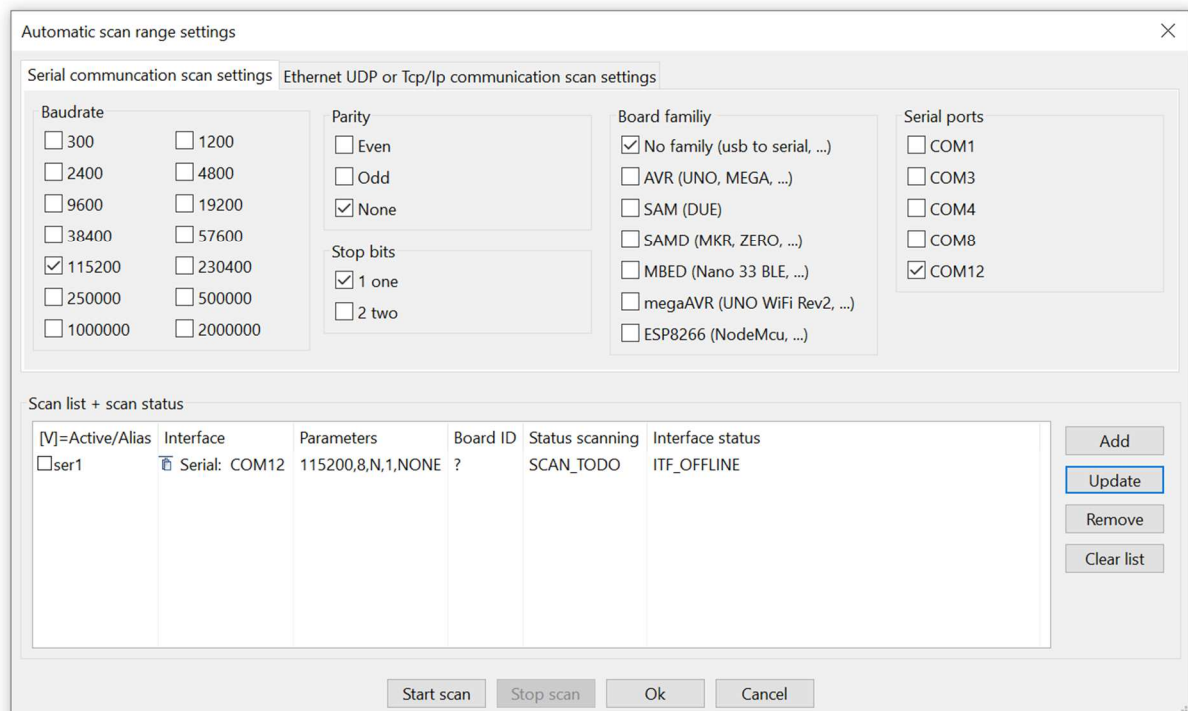 Automatic scan range settings
Serial communcation scan settings
Ethernet UDP or Tcp/Ip communication scan settings
Baudrate
300
1200
2400
4800
9600
19200
38400
57600
115200
230400
250000
500000
1000000
2000000
Parity
Even
Odd
None
Stop bits
1 one
2 two
Board familiy
No family (usb to serial, ...)
AVR (UNO, MEGA, ...)
SAM (DUE)
SAMD (MKR, ZERO, ...)
MBED (Nano 33 BLE, ...)
megaAVR (UNO WiFi Rev2, ...)
ESP8266 (NodeMcu, ...)
Serial ports
COM1
COM3
COM4
COM8
COM12
Scan list + scan status
[V]=Active/Alias Interface Parameters Board ID Status scanning Interface status
ser1 Serial: COM12 115200,8,N,1,NONE ? SCAN_TODO ITF_OFFLINE
Add
Update
Remove
Clear list
Start scan
Stop scan
Ok
Cancel